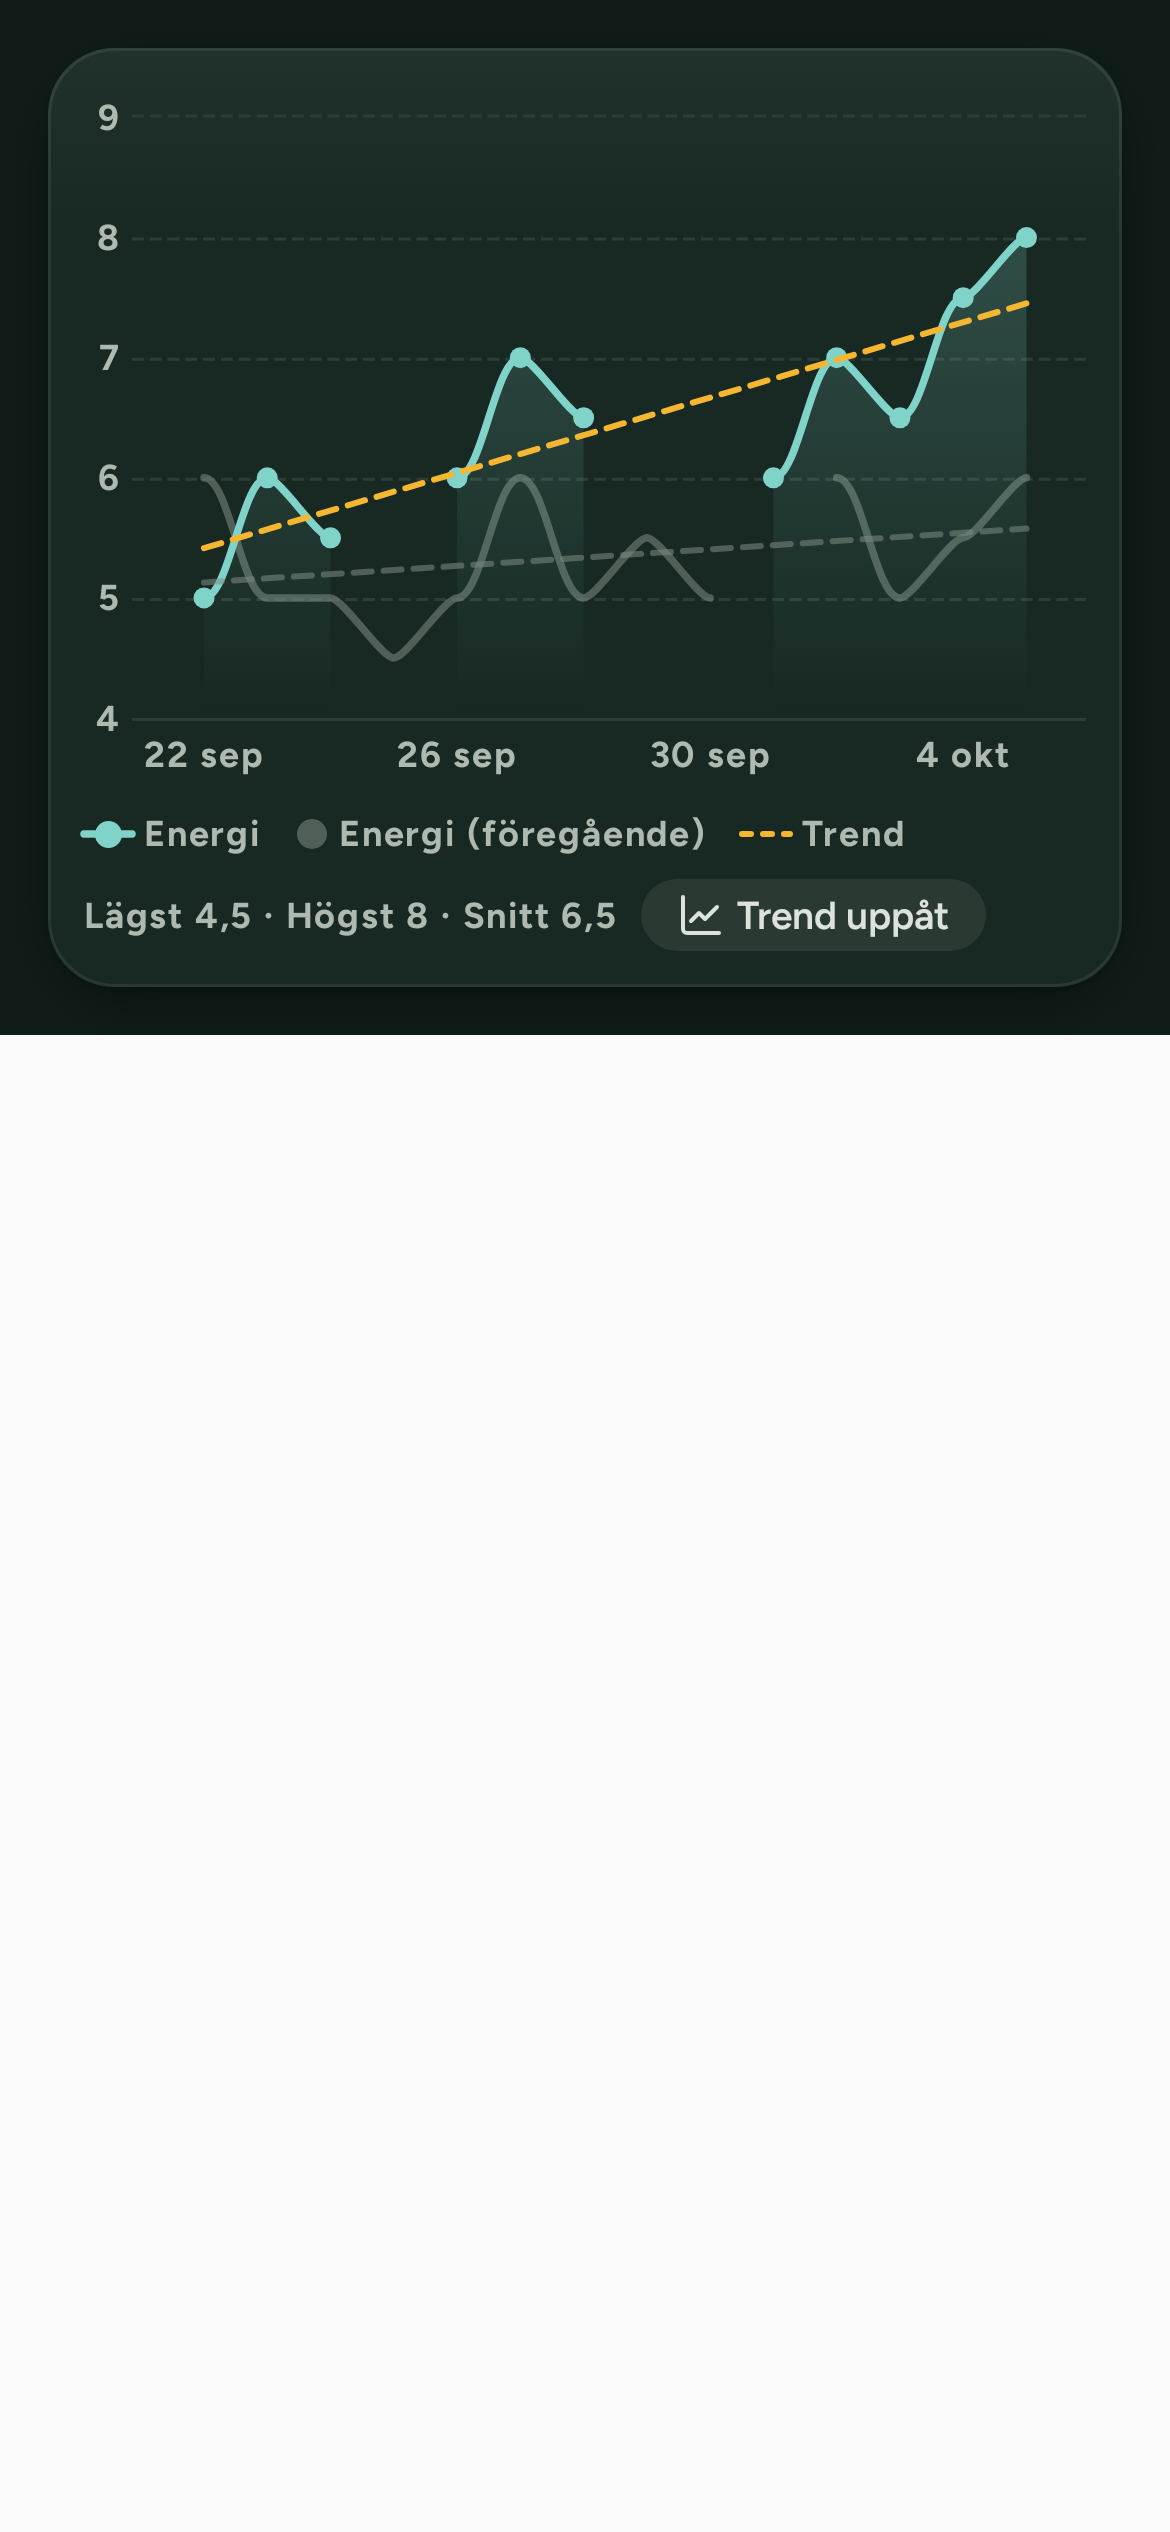 9
8
7
6
5
4
22 sep 26 sep 30 sep 4 okt
Energi Energi (föregående) Trend
Lägst 4,5 · Högst 8 · Snitt 6,5 Trend uppåt